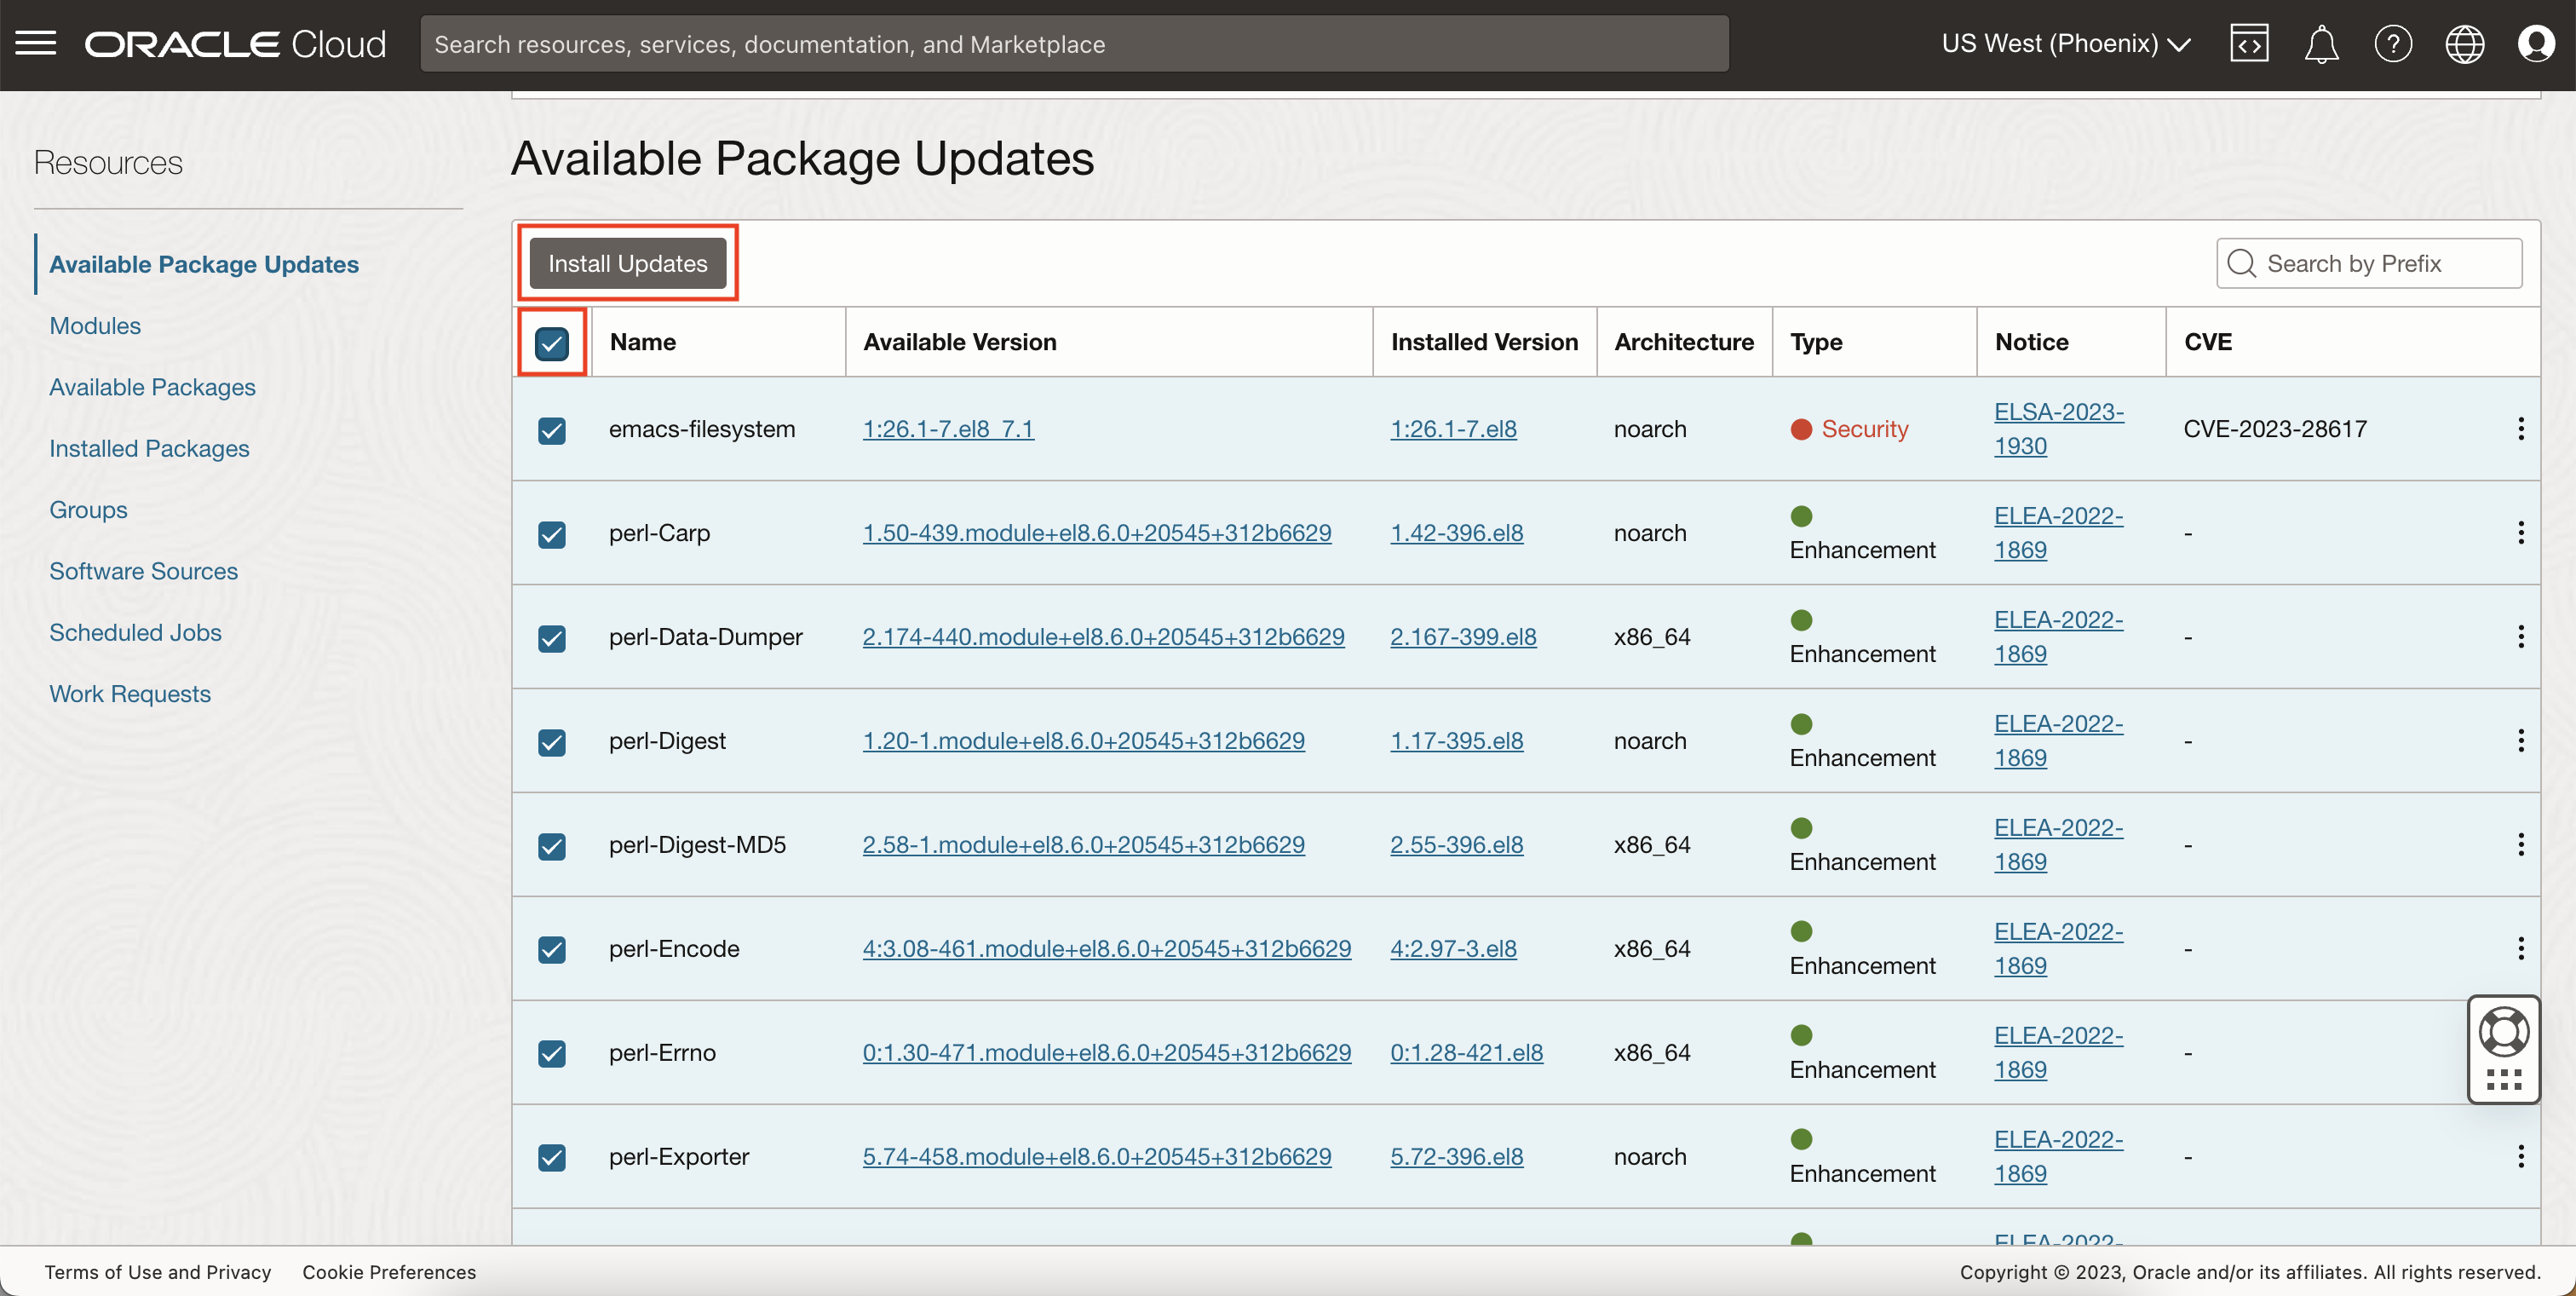 ORACLE Cloud
Search resources, services, documentation, and Marketplace
US West (Phoenix)
Resources
Available Package Updates
Modules
Available Packages
Installed Packages
Groups
Software Sources
Scheduled Jobs
Work Requests
Available Package Updates
Install Updates
Search by Prefix
Name Available Version Installed Version Architecture Type Notice CVE
emacs-filesystem 1:26.1-7.el8_7.1 1:26.1-7.el8 noarch Security ELSA-2023-
1930 CVE-2023-28617
perl-Carp 1.50-439.module+el8.6.0+20545+312b6629 1.42-396.el8 noarch Enhancement ELEA-2022-
1869 -
perl-Data-Dumper 2.174-440.module+el8.6.0+20545+312b6629 2.167-399.el8 x86_64 Enhancement ELEA-2022-
1869 -
perl-Digest 1.20-1.module+el8.6.0+20545+312b6629 1.17-395.el8 noarch Enhancement ELEA-2022-
1869 -
perl-Digest-MD5 2.58-1.module+el8.6.0+20545+312b6629 2.55-396.el8 x86_64 Enhancement ELEA-2022-
1869 -
perl-Encode 4:3.08-461.module+el8.6.0+20545+312b6629 4:2.97-3.el8 x86_64 Enhancement ELEA-2022-
1869 -
perl-Errno 0:1.30-471.module+el8.6.0+20545+312b6629 0:1.28-421.el8 x86_64 Enhancement ELEA-2022-
1869 -
perl-Exporter 5.74-458.module+el8.6.0+20545+312b6629 5.72-396.el8 noarch Enhancement ELEA-2022-
1869 -
ELEA-2022-
Terms of Use and Privacy Cookie Preferences
Copyright © 2023, Oracle and/or its affiliates. All rights reserved.